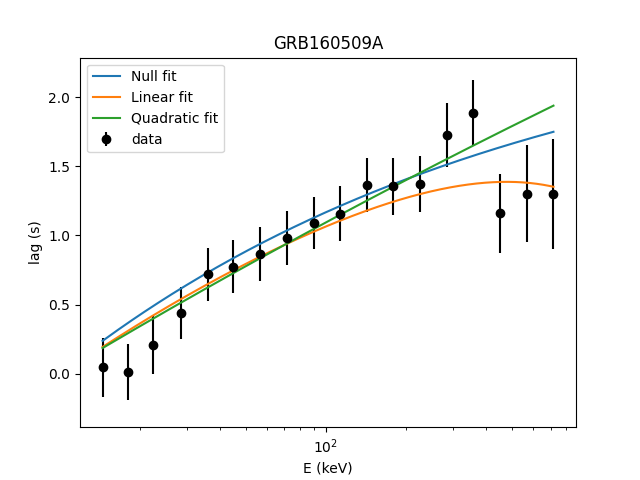 GRB160509A
Null fit
Linear fit
Quadratic fit
data
lag (s)
2.0
1.5
1.0
0.5
0.0
10²
E (keV)